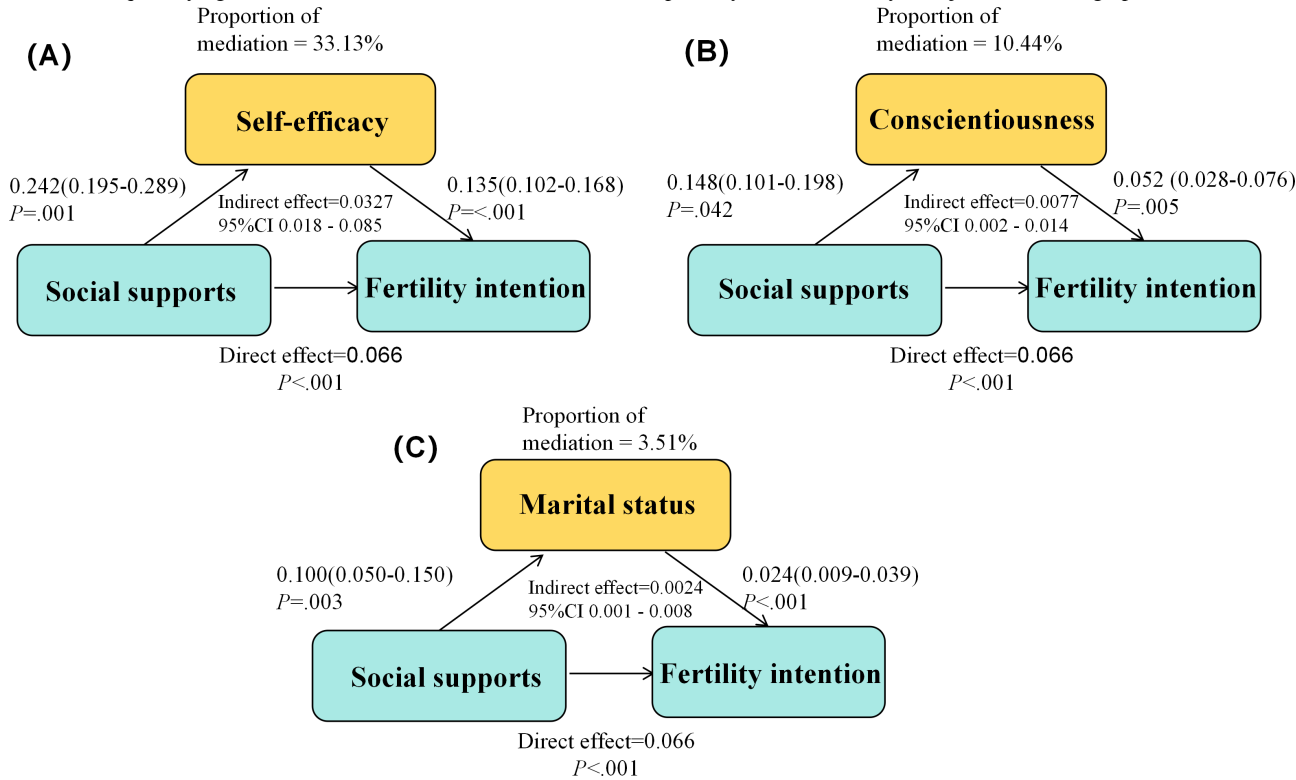 (A)
Proportion of
mediation = 33.13%
Self-efficacy
0.242(0.195-0.289)
P=.001
Indirect effect=0.0327
95%CI 0.018 - 0.085
0.135(0.102-0.168)
P=<.001
Social supports
Fertility intention
Direct effect=0.066
P<.001
(B)
Proportion of
mediation = 10.44%
Conscientiousness
0.148(0.101-0.198)
P=.042
Indirect effect=0.0077
95%CI 0.002 - 0.014
0.052 (0.028-0.076)
P=.005
Social supports
Fertility intention
Direct effect=0.066
P<.001
(C)
Proportion of
mediation = 3.51%
Marital status
0.100(0.050-0.150)
P=.003
Indirect effect=0.0024
95%CI 0.001 - 0.008
0.024(0.009-0.039)
P<.001
Social supports
Fertility intention
Direct effect=0.066
P<.001